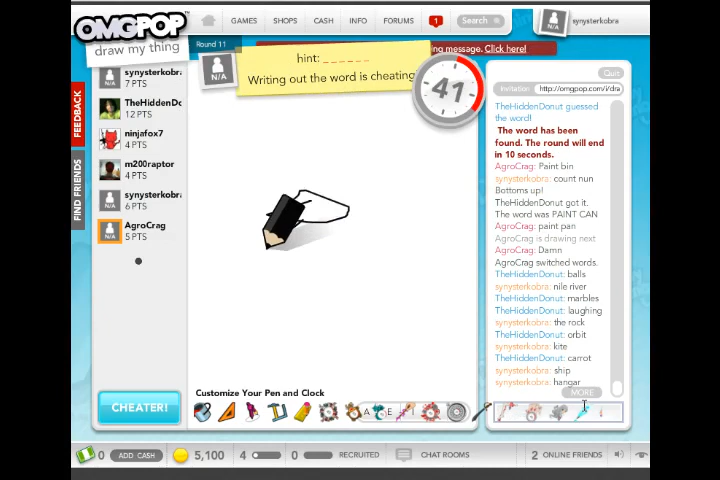 OMGPOP™
GAMES SHOPS CASH INFO FORUMS 1 Search N/A synysterkobra
draw my thing
Round 11
ng message. Click here!
hint: _ _ _ _ _ _
Writing out the word is cheating
N/A
41
FEEDBACK
FIND FRIENDS
synysterkobra
7 PTS
TheHiddenDo
12 PTS
ninjafox7
4 PTS
m200raptor
4 PTS
N/A synysterkobra
6 PTS
N/A AgroCrag
5 PTS
Quit
Invitation http://omgpop.com/i/dra
TheHiddenDonut guessed
the word!
The word has been
found. The round will end
in 10 seconds.
AgroCrag: Paint bin
synysterkobra: count nun
Bottoms up!
TheHiddenDonut got it.
The word was PAINT CAN
AgroCrag: paint pan
AgroCrag is drawing next
AgroCrag: Damn
AgroCrag switched words.
TheHiddenDonut: balls
synysterkobra: nile river
TheHiddenDonut: marbles
TheHiddenDonut: laughing
synysterkobra: the rock
TheHiddenDonut: orbit
synysterkobra: kite
TheHiddenDonut: carrot
synysterkobra: ship
synysterkobra: hangar
MORE
Customize Your Pen and Clock
CHEATER!
0 ADD CASH 5,100 4 0 RECRUITED CHAT ROOMS 2 ONLINE FRIENDS